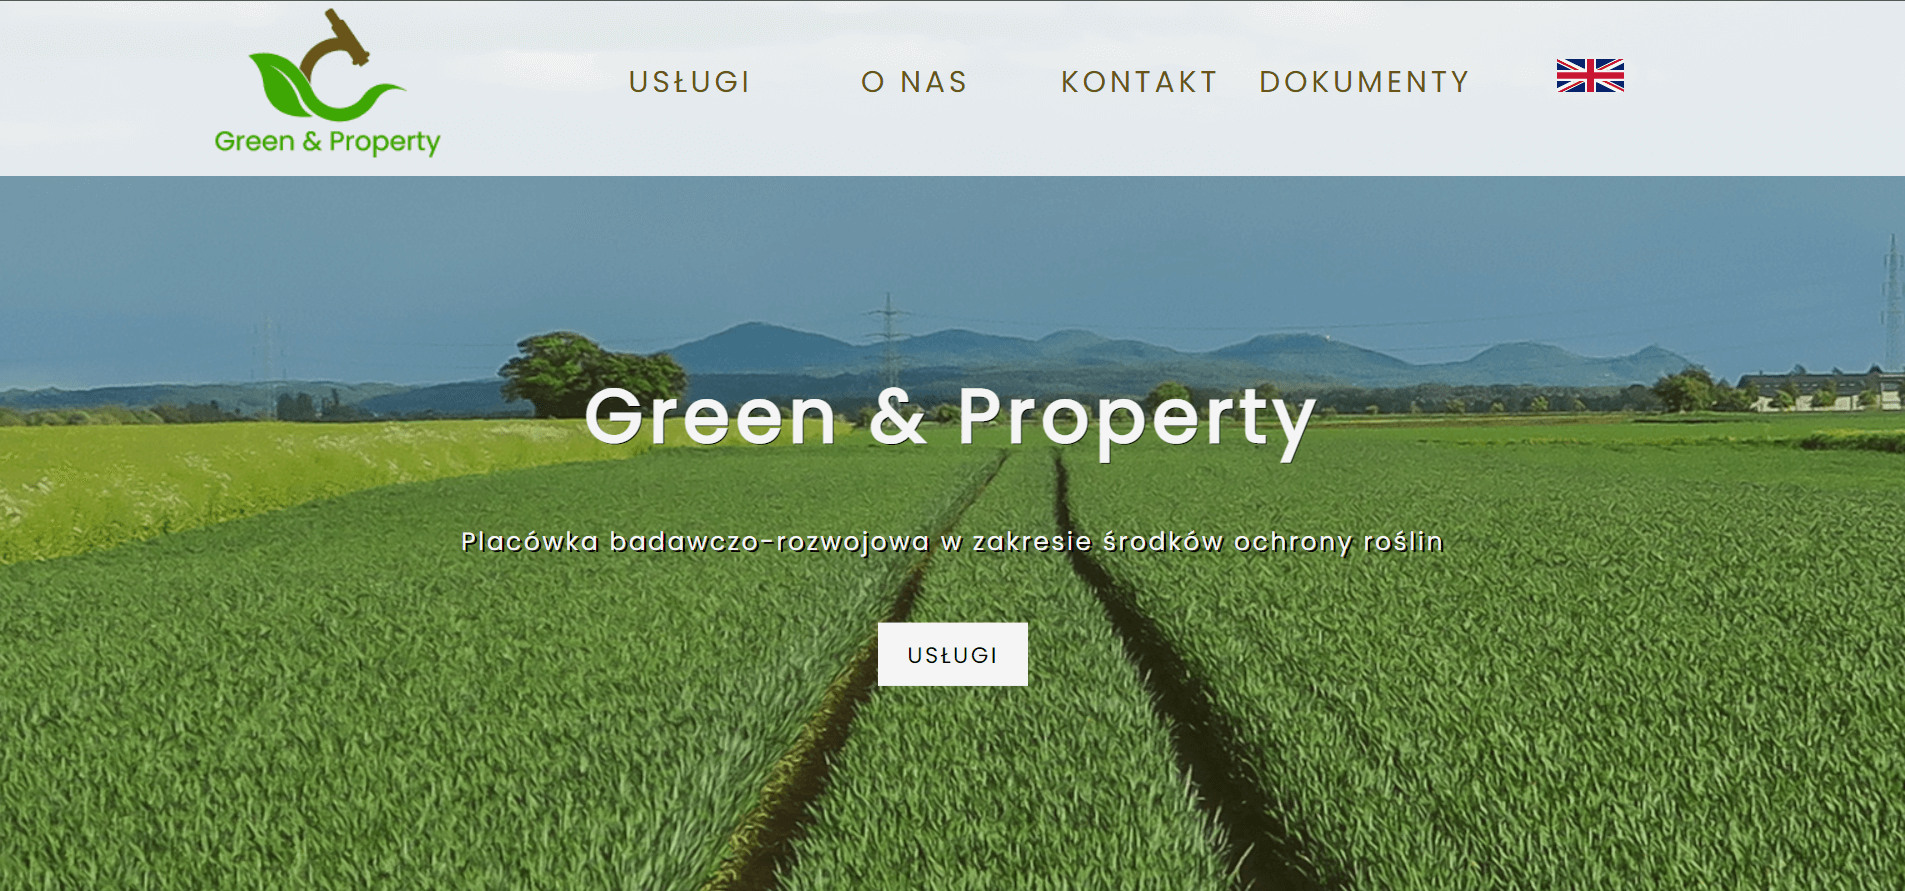 Green & Property
USŁUGI
O NAS
KONTAKT
DOKUMENTY
Green & Property
Placówka badawczo-rozwojowa w zakresie środków ochrony roślin
USŁUGI